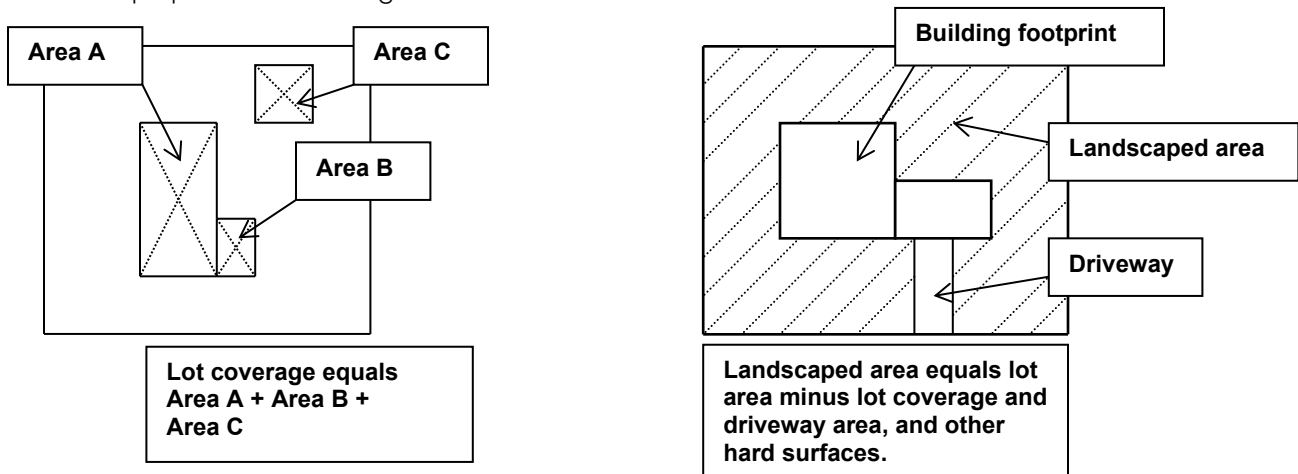 Area A
Area C
Area B
Lot coverage equals
Area A + Area B +
Area C
Building footprint
Landscaped area
Driveway
Landscaped area equals lot
area minus lot coverage and
driveway area, and other
hard surfaces.